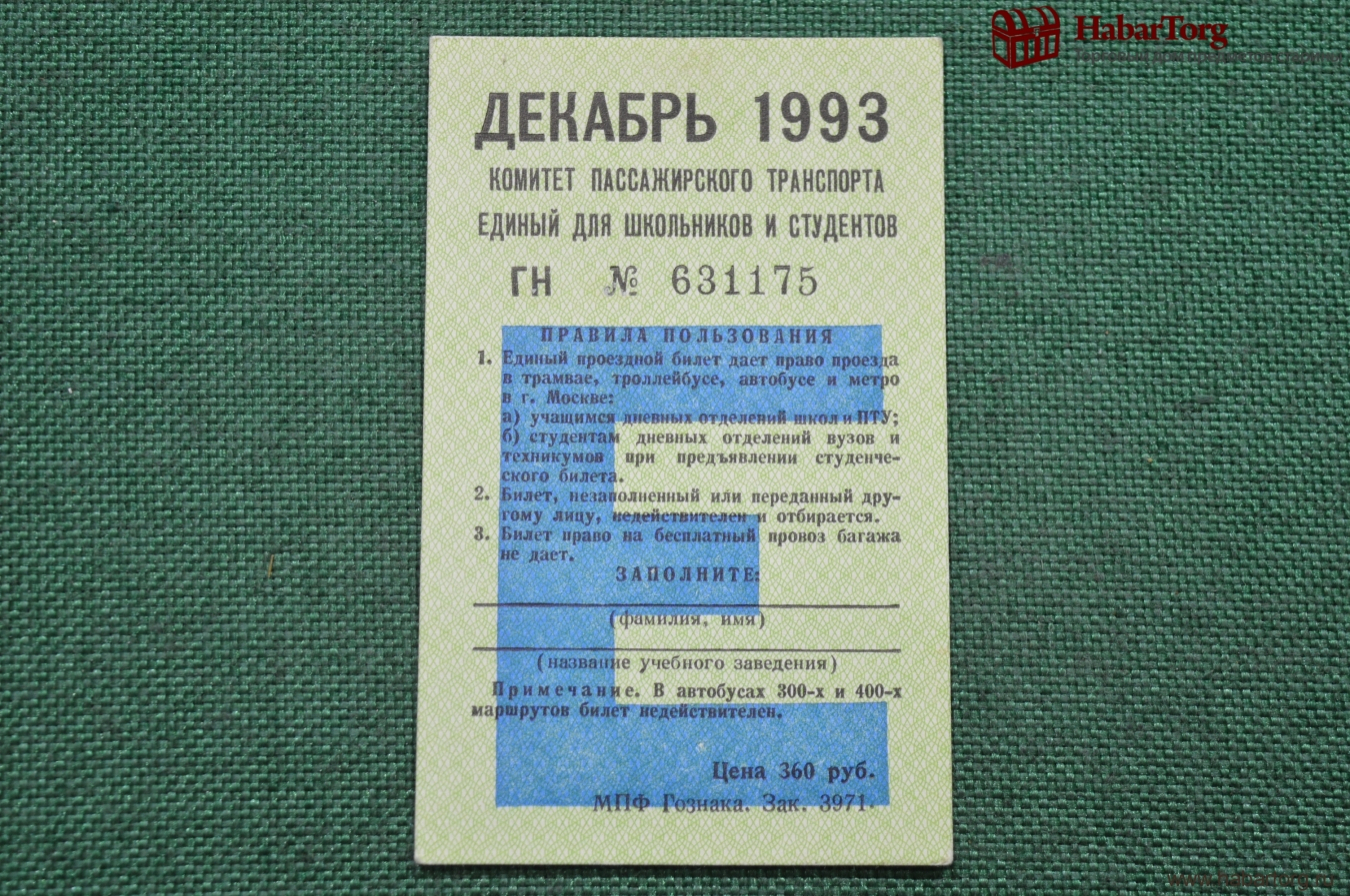 HabarTorg
ДЕКАБРЬ 1993
КОМИТЕТ ПАССАЖИРСКОГО ТРАНСПОРТА
ЕДИНЫЙ ДЛЯ ШКОЛЬНИКОВ И СТУДЕНТОВ
ГН № 631175
ПРАВИЛА ПОЛЬЗОВАНИЯ
1. Единый проездной билет дает право проезда
в трамвае, троллейбусе, автобусе и метро
в г. Москве:
а) учащимся дневных отделений школ и ПТУ;
б) студентам дневных отделений вузов и
техникумов при предъявлении студенче-
ского билета.
2. Билет, незаполненный или переданный дру-
гому лицу, недействителен и отбирается.
3. Билет право на бесплатный провоз багажа
не дает.
ЗАПОЛНИТЕ:
(фамилия, имя)
(название учебного заведения)
Примечание. В автобусах 300-х и 400-х
маршрутов билет недействителен.
Цена 360 руб.
МПФ Гознака. Зак. 3971.